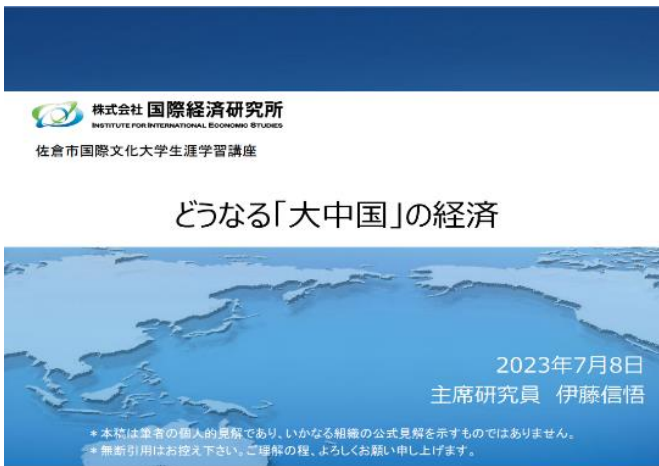 株式会社 国際経済研究所
INSTITUTE FOR INTERNATIONAL ECONOMIC STUDIES
佐倉市国際文化大学生涯学習講座
どうなる「大中国」の経済
2023年7月8日
主席研究員 伊藤信悟
＊本稿は筆者の個人的見解であり、いかなる組織の公式見解を示すものではありません。
＊無断引用はお控え下さい。ご理解の程、よろしくお願い申し上げます。